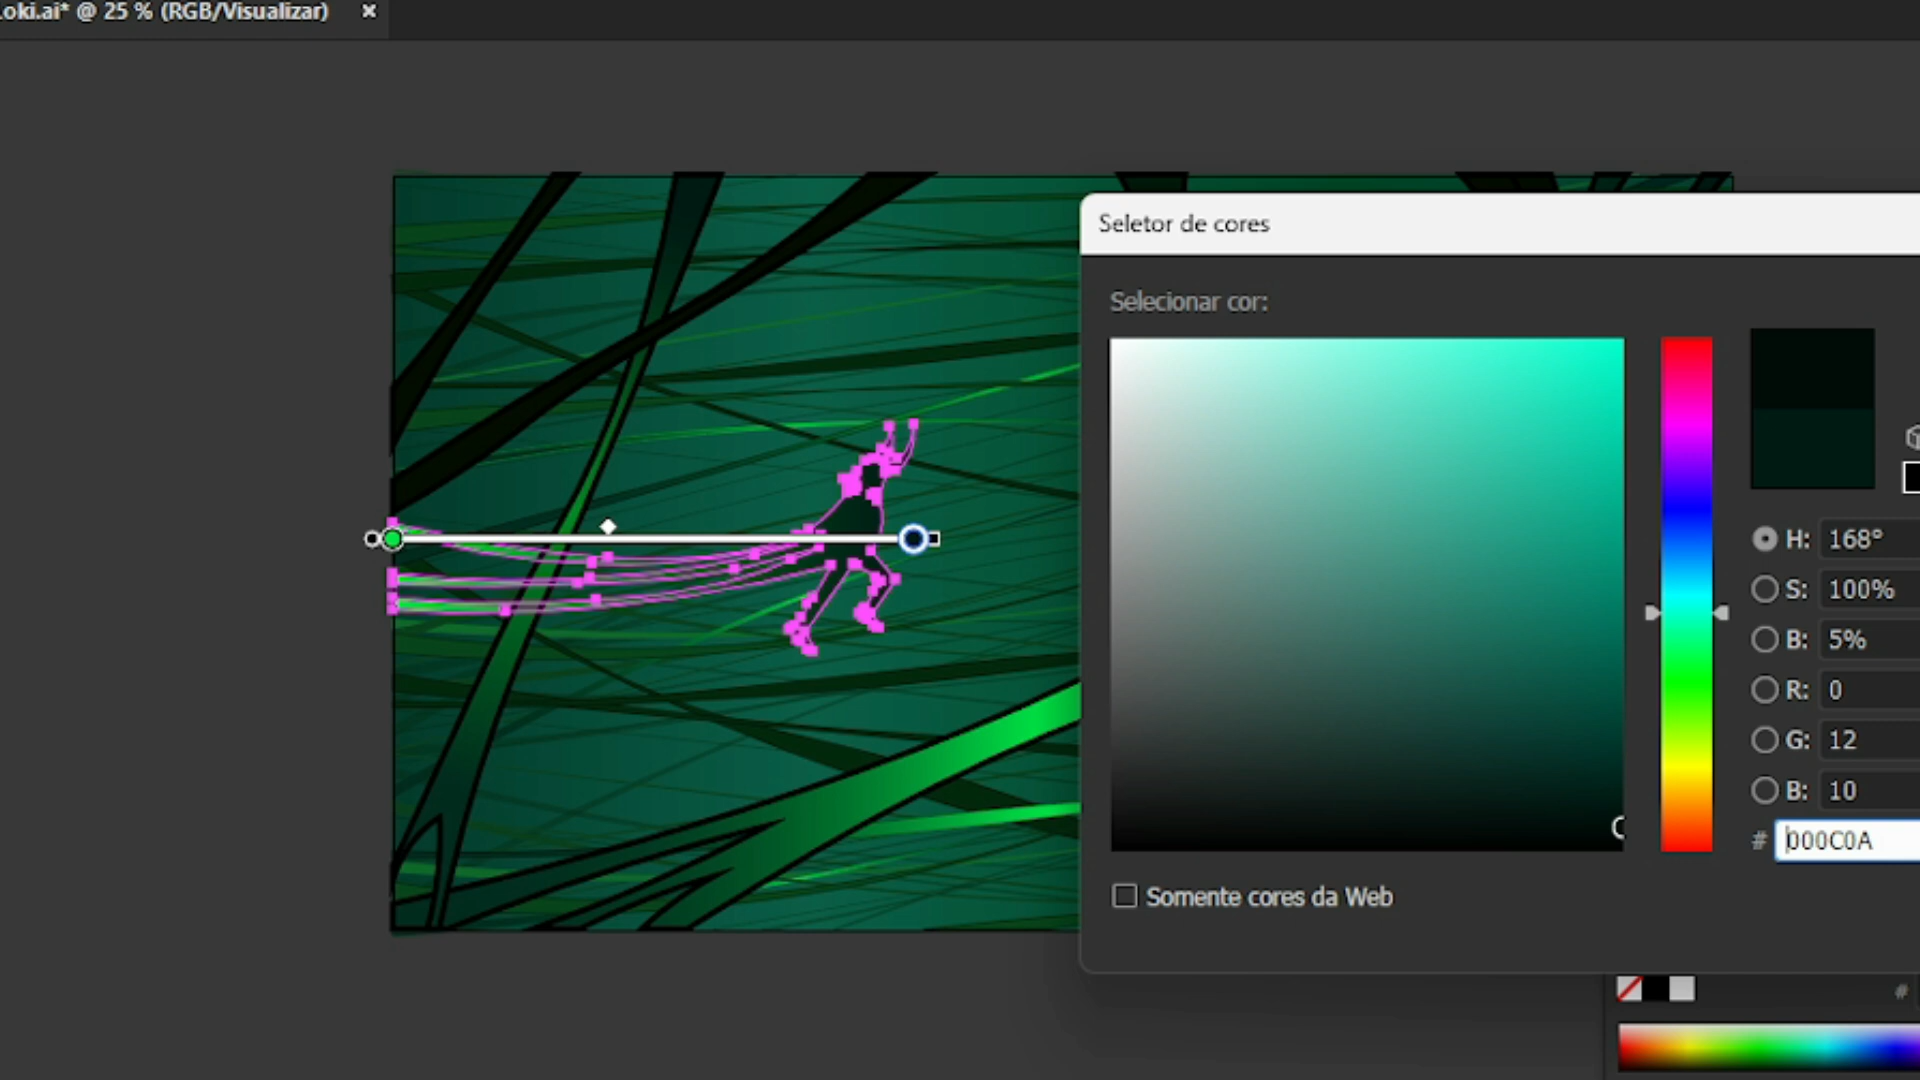 oki.ai* @ 25 % (RGB/Visualizar) ×
Seletor de cores
Selecionar cor:
H: 168°
S: 100%
B: 5%
R: 0
G: 12
B: 10
# 000C0A
Somente cores da Web
#